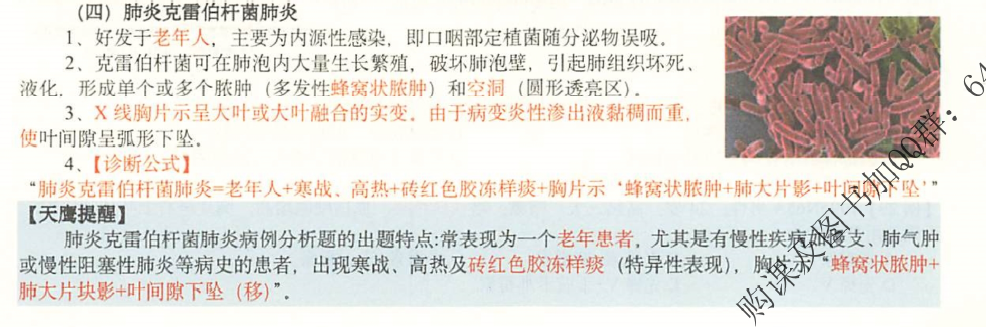 （四）肺炎克雷伯杆菌肺炎
1、好发于老年人，主要为内源性感染，即口咽部定植菌随分泌物误吸。
2、克雷伯杆菌可在肺泡内大量生长繁殖，破坏肺泡壁，引起肺组织坏死、
液化，形成单个或多个脓肿（多发性蜂窝状脓肿）和空洞（圆形透亮区）。
3、X 线胸片示呈大叶或大叶融合的实变。由于病变炎性渗出液黏稠而重，
使叶间隙呈弧形下坠。
4、【诊断公式】
“肺炎克雷伯杆菌肺炎=老年人+寒战、高热+砖红色胶冻样痰+胸片示‘蜂窝状脓肿+肺大片影+叶间隙下坠’”
【天鹰提醒】
肺炎克雷伯杆菌肺炎病例分析题的出题特点:常表现为一个老年患者，尤其是有慢性疾病如慢支、肺气肿
或慢性阻塞性肺炎等病史的患者，出现寒战、高热及砖红色胶冻样痰（特异性表现），胸片示“蜂窝状脓肿+
肺大片块影+叶间隙下坠（移）”。
购课及图书加QQ群：64